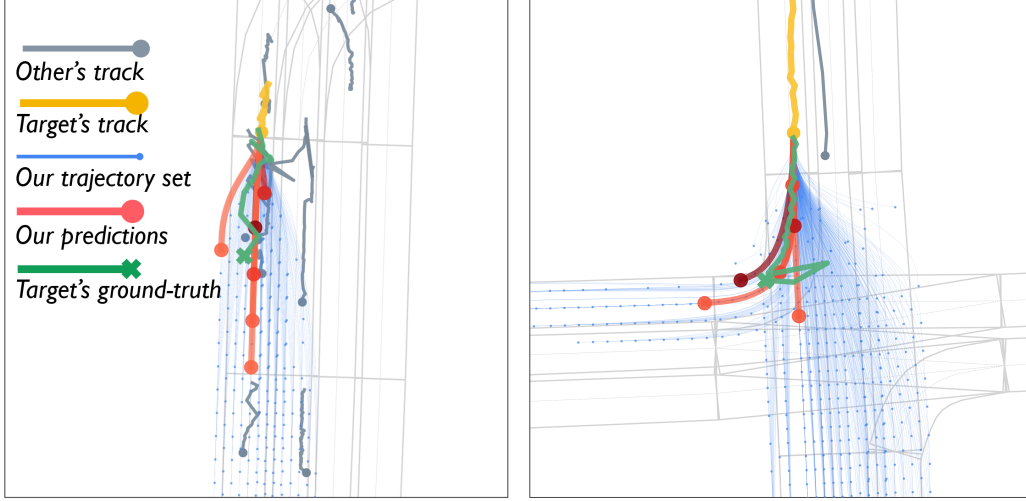 Other's track
Target's track
Our trajectory set
Our predictions
Target's ground-truth